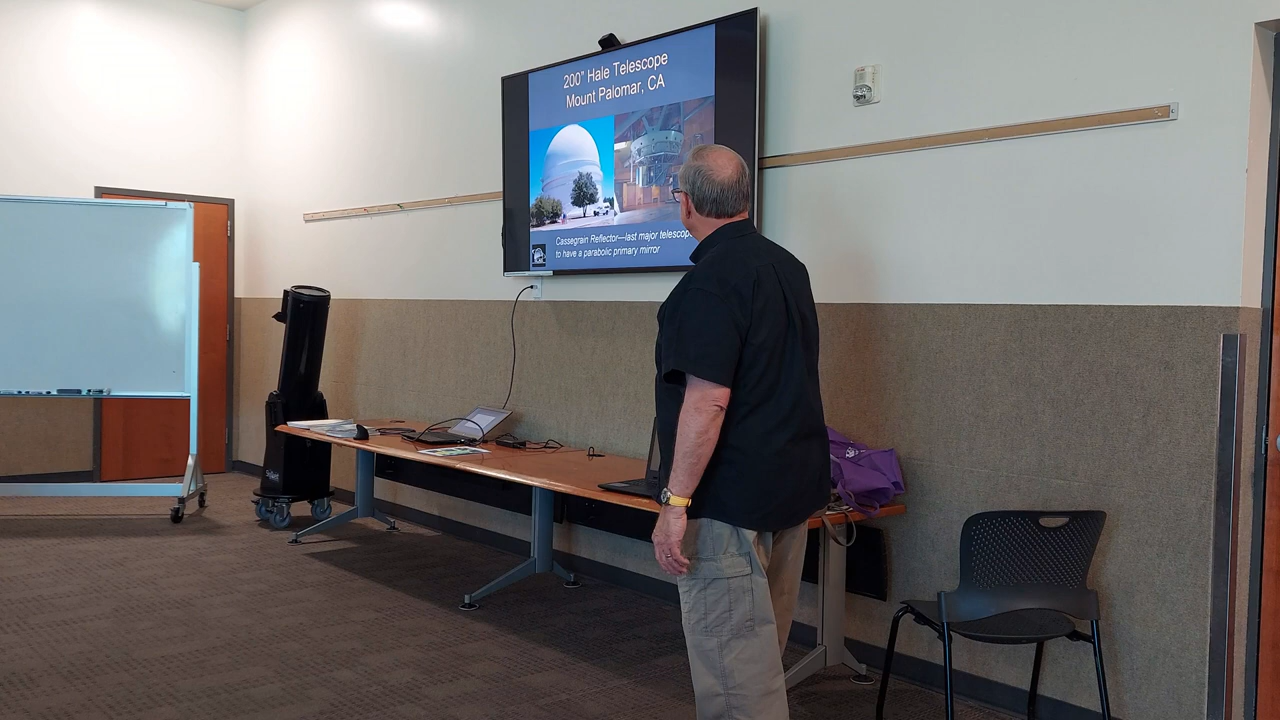 200" Hale Telescope
Mount Palomar, CA
Cassegrain Reflector—last major telescope
to have a parabolic primary mirror